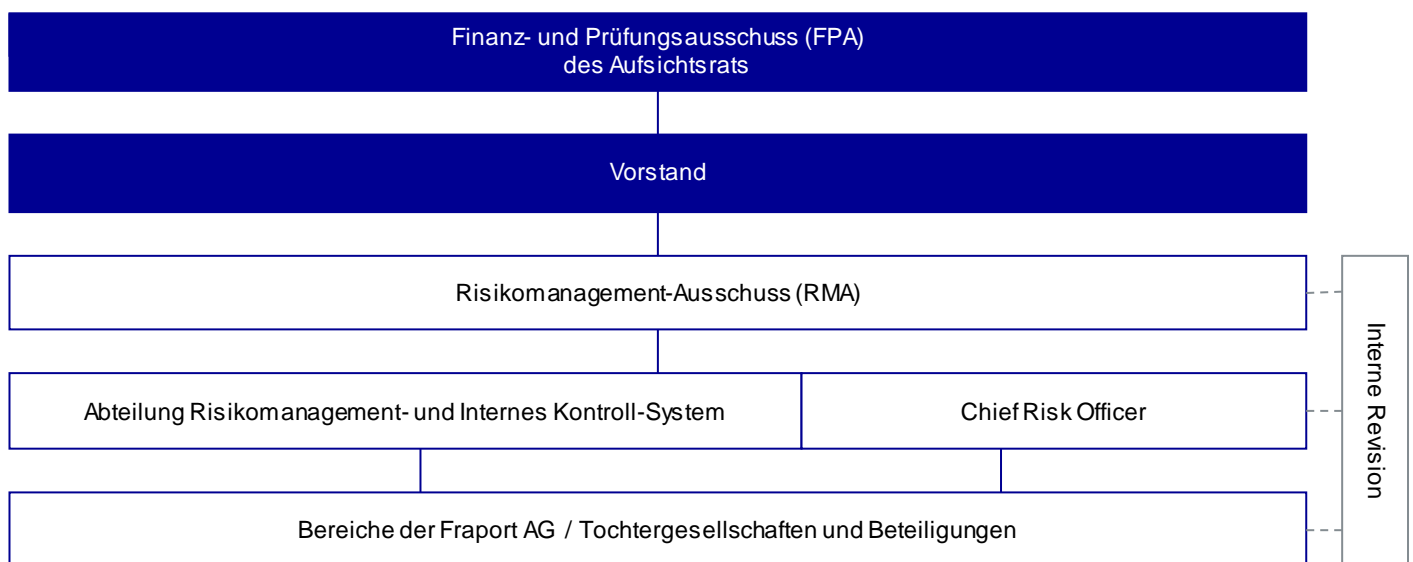 Finanz- und Prüfungsausschuss (FPA)
des Aufsichtsrats
Vorstand
Risikomanagement-Ausschuss (RMA)
Abteilung Risikomanagement- und Internes Kontroll-System
Chief Risk Officer
Bereiche der Fraport AG / Tochtergesellschaften und Beteiligungen
Interne Revision